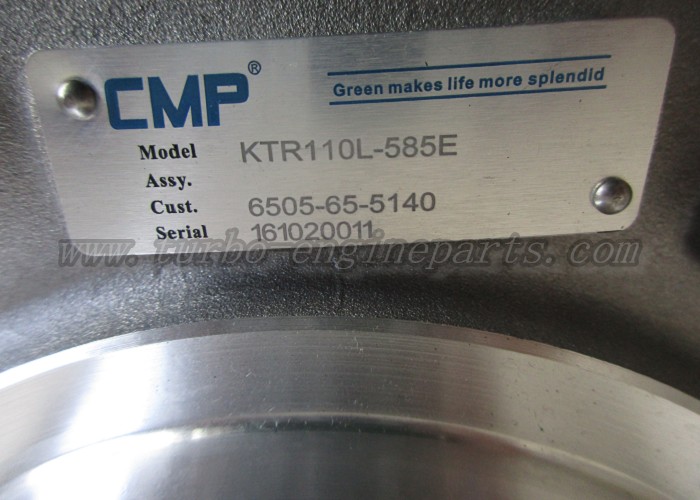 CMP®
Green makes life more splendid
Model KTR110L-585E
Assy.
Cust. 6505-65-5140
Serial 161020011
www.turbo-engineparts.com